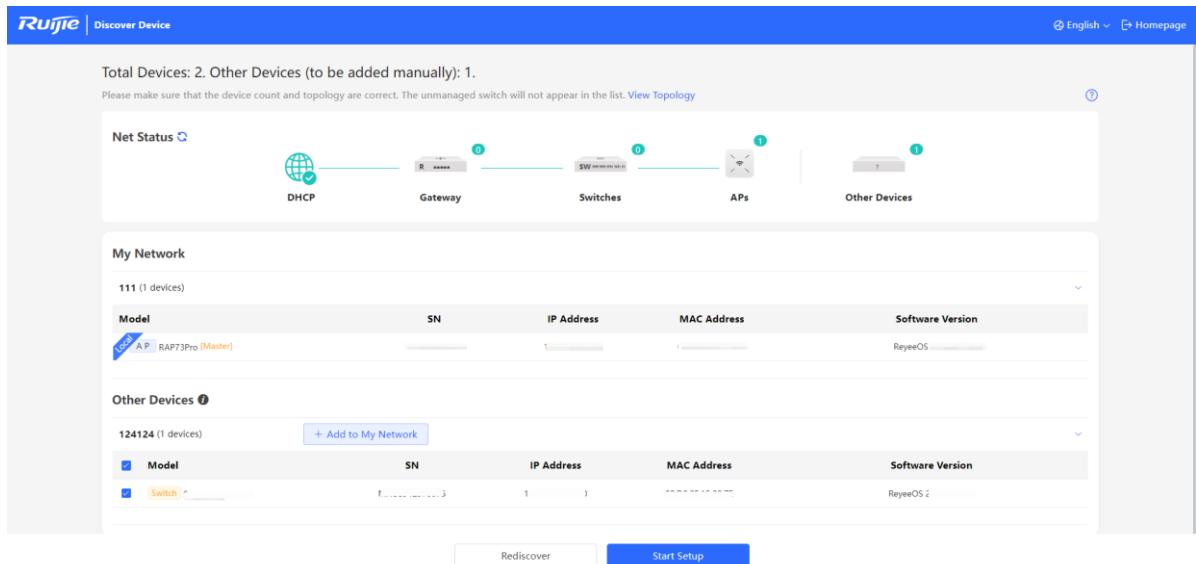 Ruijie | Discover Device English Homepage
Total Devices: 2. Other Devices (to be added manually): 1.
Please make sure that the device count and topology are correct. The unmanaged switch will not appear in the list. View Topology
Net Status
0 0 1 1
R SW
DHCP Gateway Switches APs Other Devices
My Network
111 (1 devices)
Model SN IP Address MAC Address Software Version
Local AP RAP73Pro [Master] ReyeeOS
Other Devices
124124 (1 devices) + Add to My Network
Model SN IP Address MAC Address Software Version
Switch ReyeeOS
Rediscover Start Setup